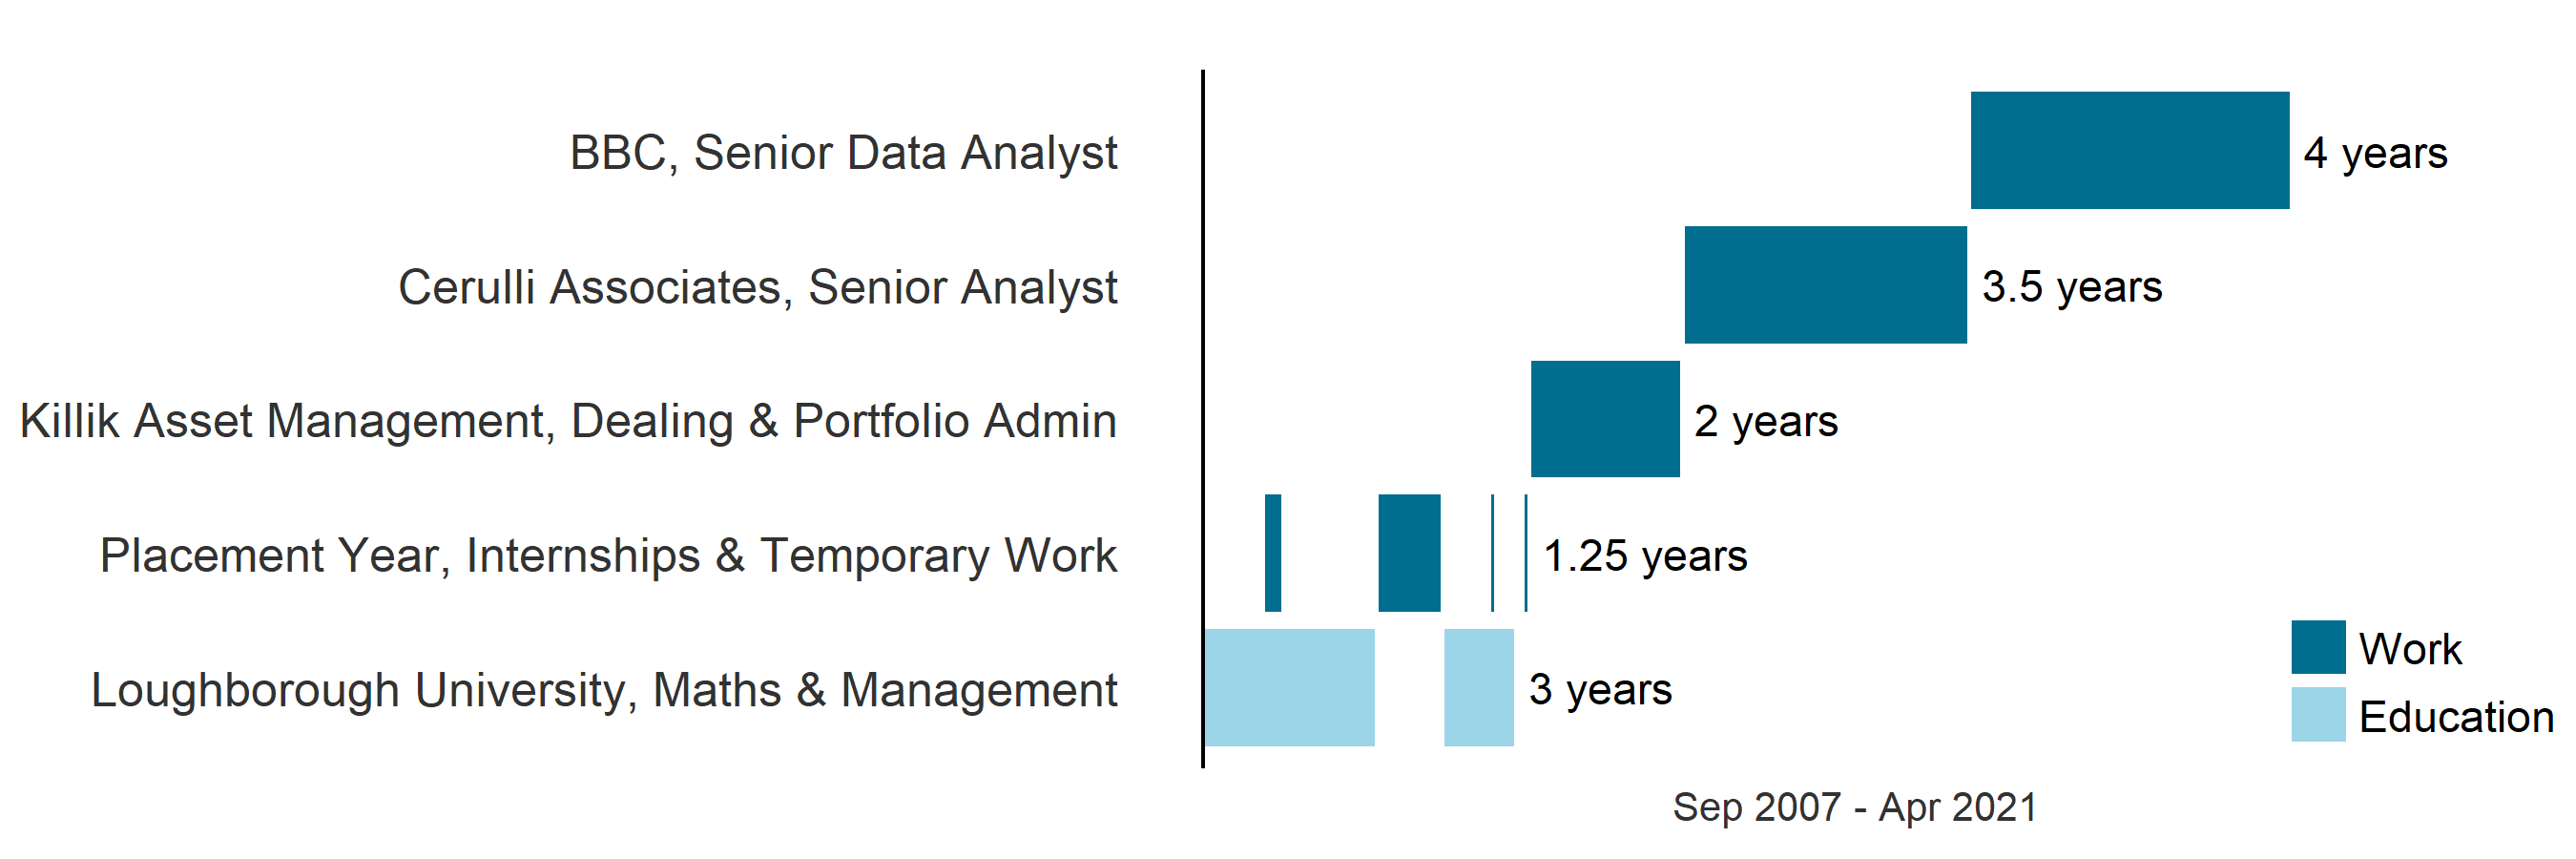 BBC, Senior Data Analyst
4 years
Cerulli Associates, Senior Analyst
3.5 years
Killik Asset Management, Dealing & Portfolio Admin
2 years
Placement Year, Internships & Temporary Work
1.25 years
Loughborough University, Maths & Management
3 years
Work
Education
Sep 2007 - Apr 2021